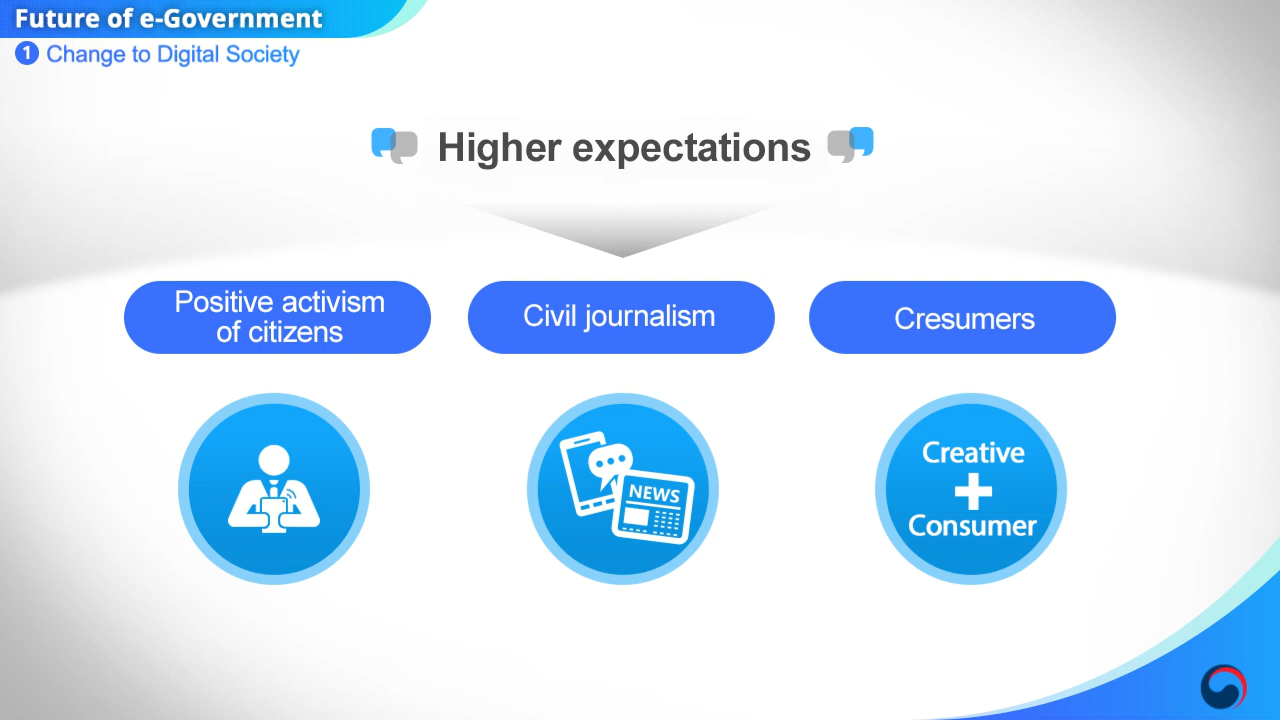 Future of e-Government
1 Change to Digital Society
Higher expectations
Positive activism
of citizens
Civil journalism
Cresumers
NEWS
Creative
+
Consumer